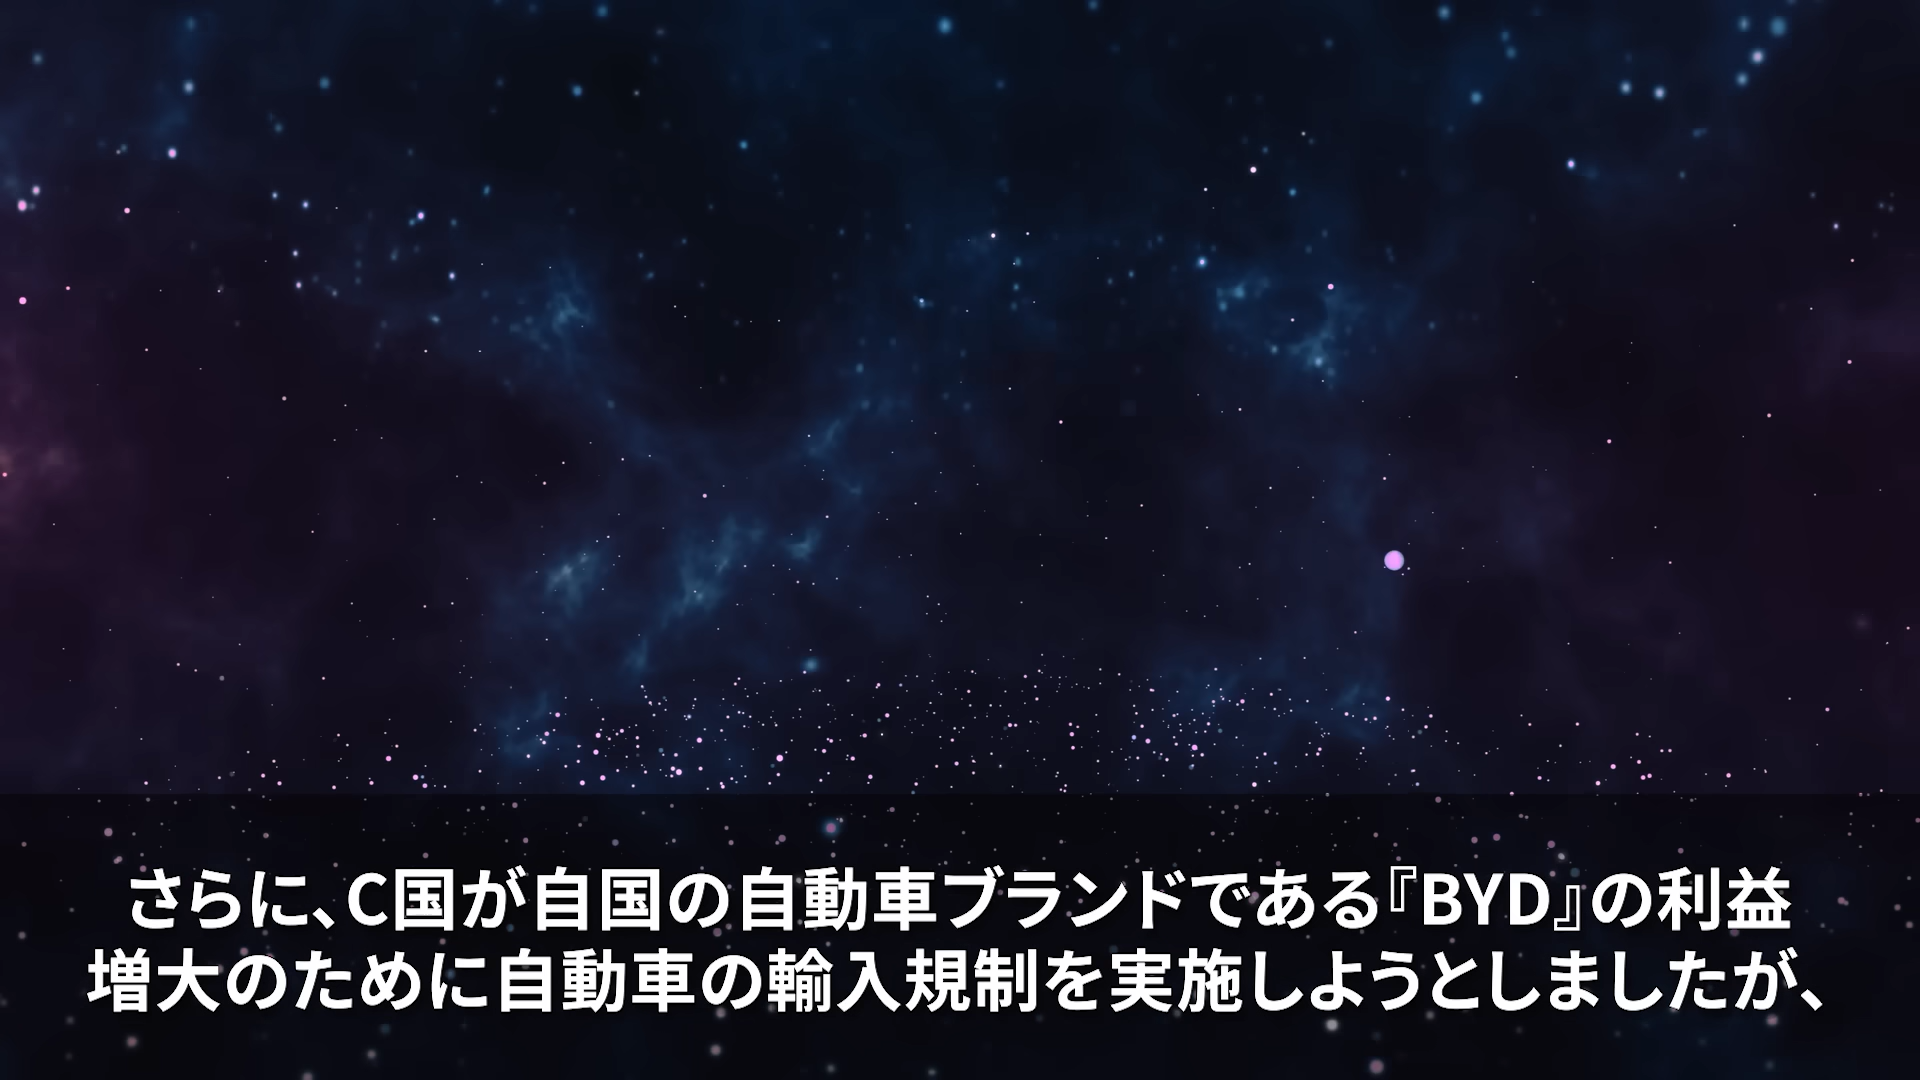 さらに、C国が自国の自動車ブランドである『BYD』の利益
増大のために自動車の輸入規制を実施しようとしましたが、